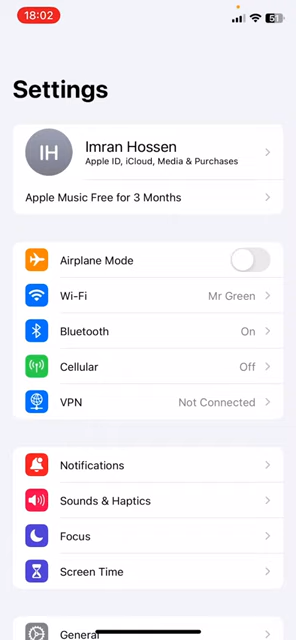 18:02
51
Settings
IH
Imran Hossen
Apple ID, iCloud, Media & Purchases
Apple Music Free for 3 Months
Airplane Mode
Wi-Fi Mr Green
Bluetooth On
Cellular Off
VPN Not Connected
Notifications
Sounds & Haptics
Focus
Screen Time
General